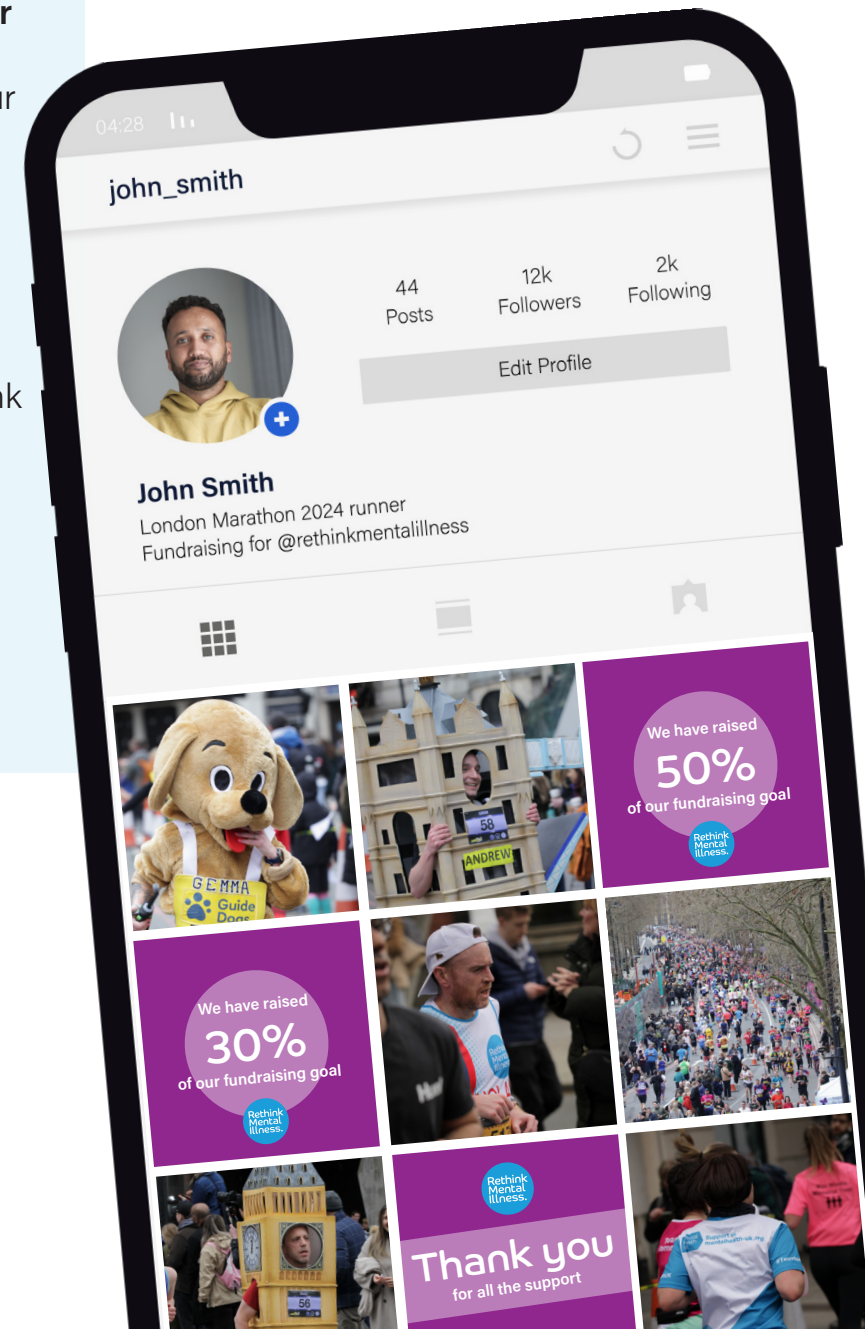 04:28
john_smith
44
Posts
12k
Followers
2k
Following
Edit Profile
John Smith
London Marathon 2024 runner
Fundraising for @rethinkmentalillness
GEMMA
Guide
Dogs
58
ANDREW
We have raised
50%
of our fundraising goal
Rethink
Mental
Illness.
We have raised
30%
of our fundraising goal
Rethink
Mental
Illness.
56
Rethink
Mental
Illness.
Thank you
for all the support